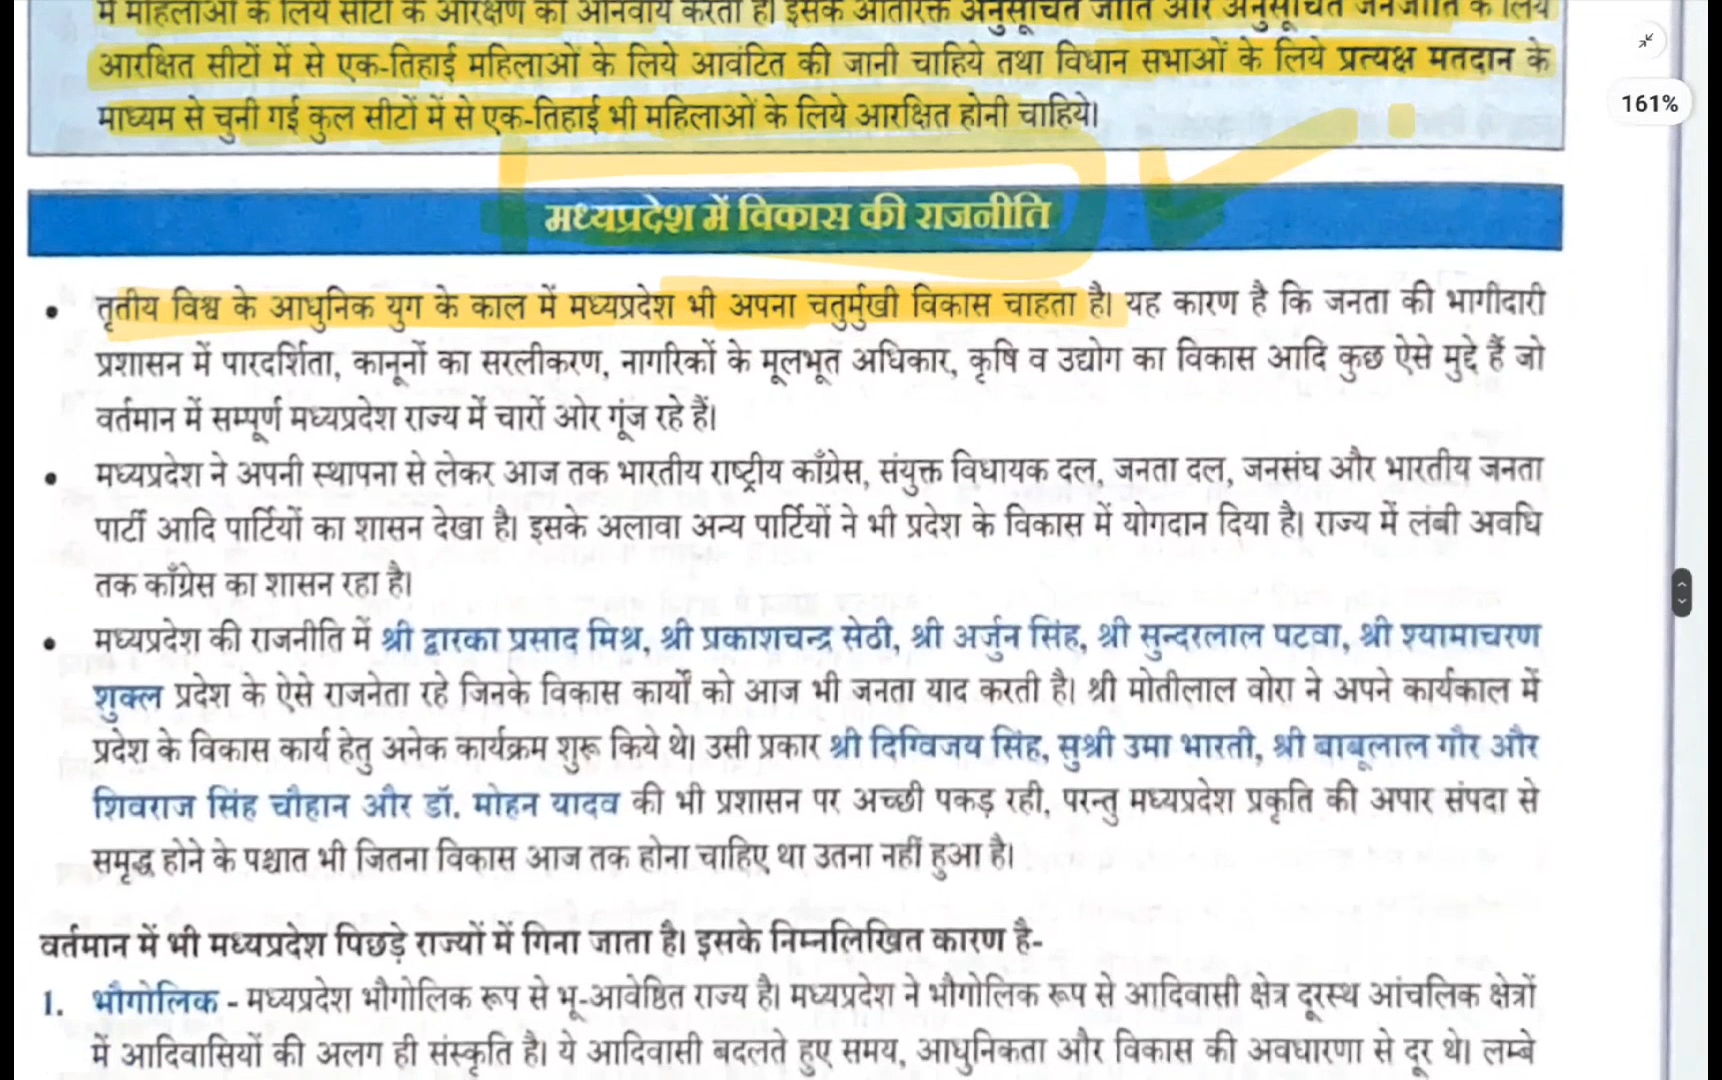 में महिलाओं के लिये सीटों के आरक्षण को अनिवार्य करता है। इसके अतिरिक्त अनुसूचित जाति और अनुसूचित जनजाति के लिये
आरक्षित सीटों में से एक-तिहाई महिलाओं के लिये आवंटित की जानी चाहिये तथा विधान सभाओं के लिये प्रत्यक्ष मतदान के
माध्यम से चुनी गई कुल सीटों में से एक-तिहाई भी महिलाओं के लिये आरक्षित होनी चाहिये।
161%
मध्यप्रदेश में विकास की राजनीति
• तृतीय विश्व के आधुनिक युग के काल में मध्यप्रदेश भी अपना चतुर्मुखी विकास चाहता है। यह कारण है कि जनता की भागीदारी
प्रशासन में पारदर्शिता, कानूनों का सरलीकरण, नागरिकों के मूलभूत अधिकार, कृषि व उद्योग का विकास आदि कुछ ऐसे मुद्दे हैं जो
वर्तमान में सम्पूर्ण मध्यप्रदेश राज्य में चारों ओर गूंज रहे हैं।
• मध्यप्रदेश ने अपनी स्थापना से लेकर आज तक भारतीय राष्ट्रीय काँग्रेस, संयुक्त विधायक दल, जनता दल, जनसंघ और भारतीय जनता
पार्टी आदि पार्टियों का शासन देखा है। इसके अलावा अन्य पार्टियों ने भी प्रदेश के विकास में योगदान दिया है। राज्य में लंबी अवधि
तक काँग्रेस का शासन रहा है।
• मध्यप्रदेश की राजनीति में श्री द्वारका प्रसाद मिश्र, श्री प्रकाशचन्द्र सेठी, श्री अर्जुन सिंह, श्री सुन्दरलाल पटवा, श्री श्यामाचरण
शुक्ल प्रदेश के ऐसे राजनेता रहे जिनके विकास कार्यों को आज भी जनता याद करती है। श्री मोतीलाल वोरा ने अपने कार्यकाल में
प्रदेश के विकास कार्य हेतु अनेक कार्यक्रम शुरू किये थे। उसी प्रकार श्री दिग्विजय सिंह, सुश्री उमा भारती, श्री बाबूलाल गौर और
शिवराज सिंह चौहान और डॉ. मोहन यादव की भी प्रशासन पर अच्छी पकड़ रही, परन्तु मध्यप्रदेश प्रकृति की अपार संपदा से
समृद्ध होने के पश्चात भी जितना विकास आज तक होना चाहिए था उतना नहीं हुआ है।
वर्तमान में भी मध्यप्रदेश पिछड़े राज्यों में गिना जाता है। इसके निम्नलिखित कारण है-
1. भौगोलिक - मध्यप्रदेश भौगोलिक रूप से भू-आवेष्ठित राज्य है। मध्यप्रदेश ने भौगोलिक रूप से आदिवासी क्षेत्र दूरस्थ आंचलिक क्षेत्रों
में आदिवासियों की अलग ही संस्कृति है। ये आदिवासी बदलते हुए समय, आधुनिकता और विकास की अवधारणा से दूर थे। लम्बे